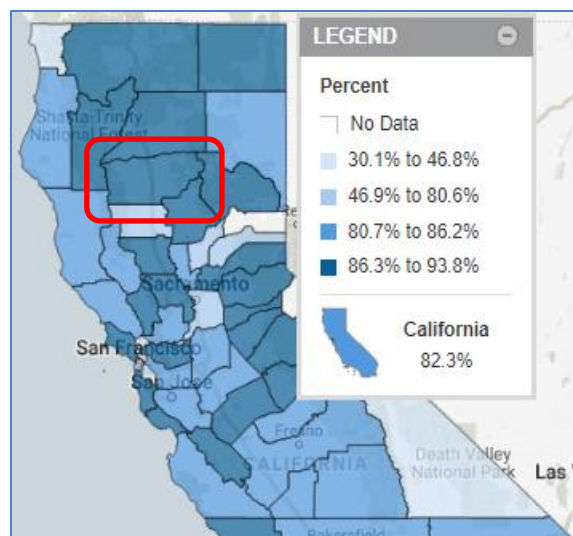 LEGEND
Percent
No Data
30.1% to 46.8%
46.9% to 80.6%
80.7% to 86.2%
86.3% to 93.8%
California
82.3%
Shasta-Trinity
National Forest
Re
Sacramento
San Francisco
San Jose
Fresno
CALIFORNIA
Death Valley
National Park
Las
Bakersfield